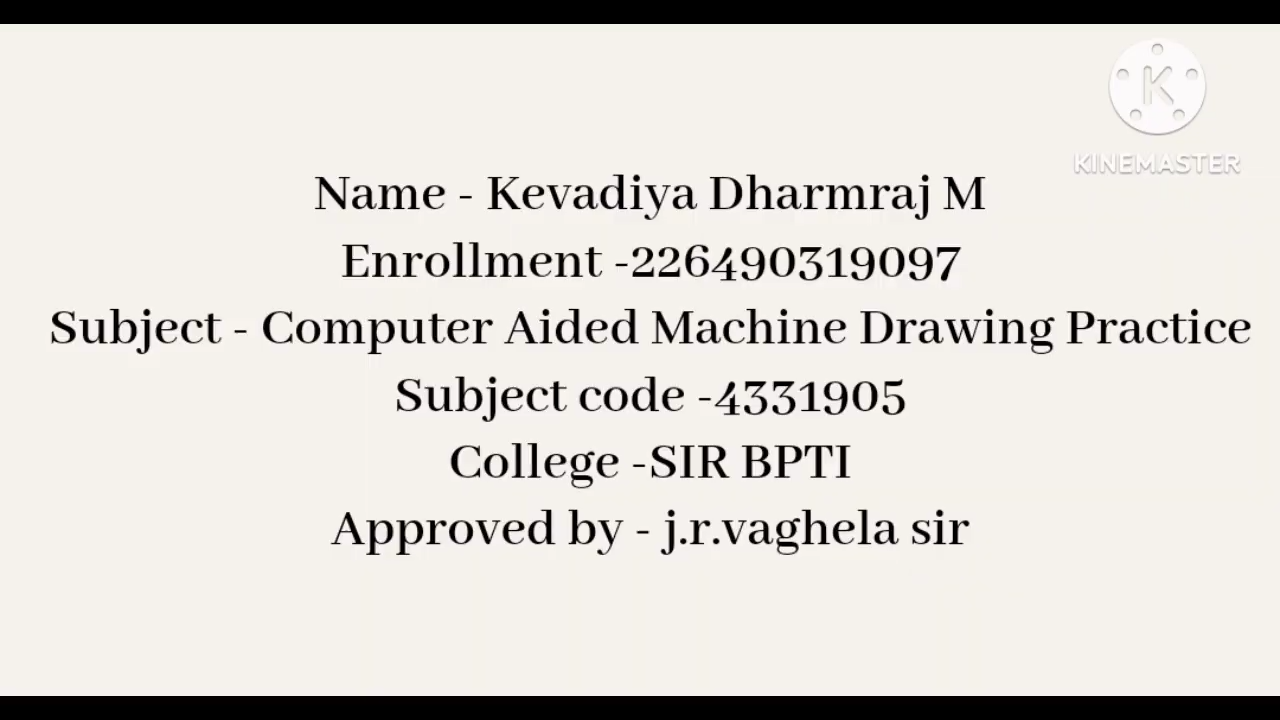 KINEMASTER
Name - Kevadiya Dharmraj M
Enrollment -226490319097
Subject - Computer Aided Machine Drawing Practice
Subject code -4331905
College -SIR BPTI
Approved by - j.r.vaghela sir